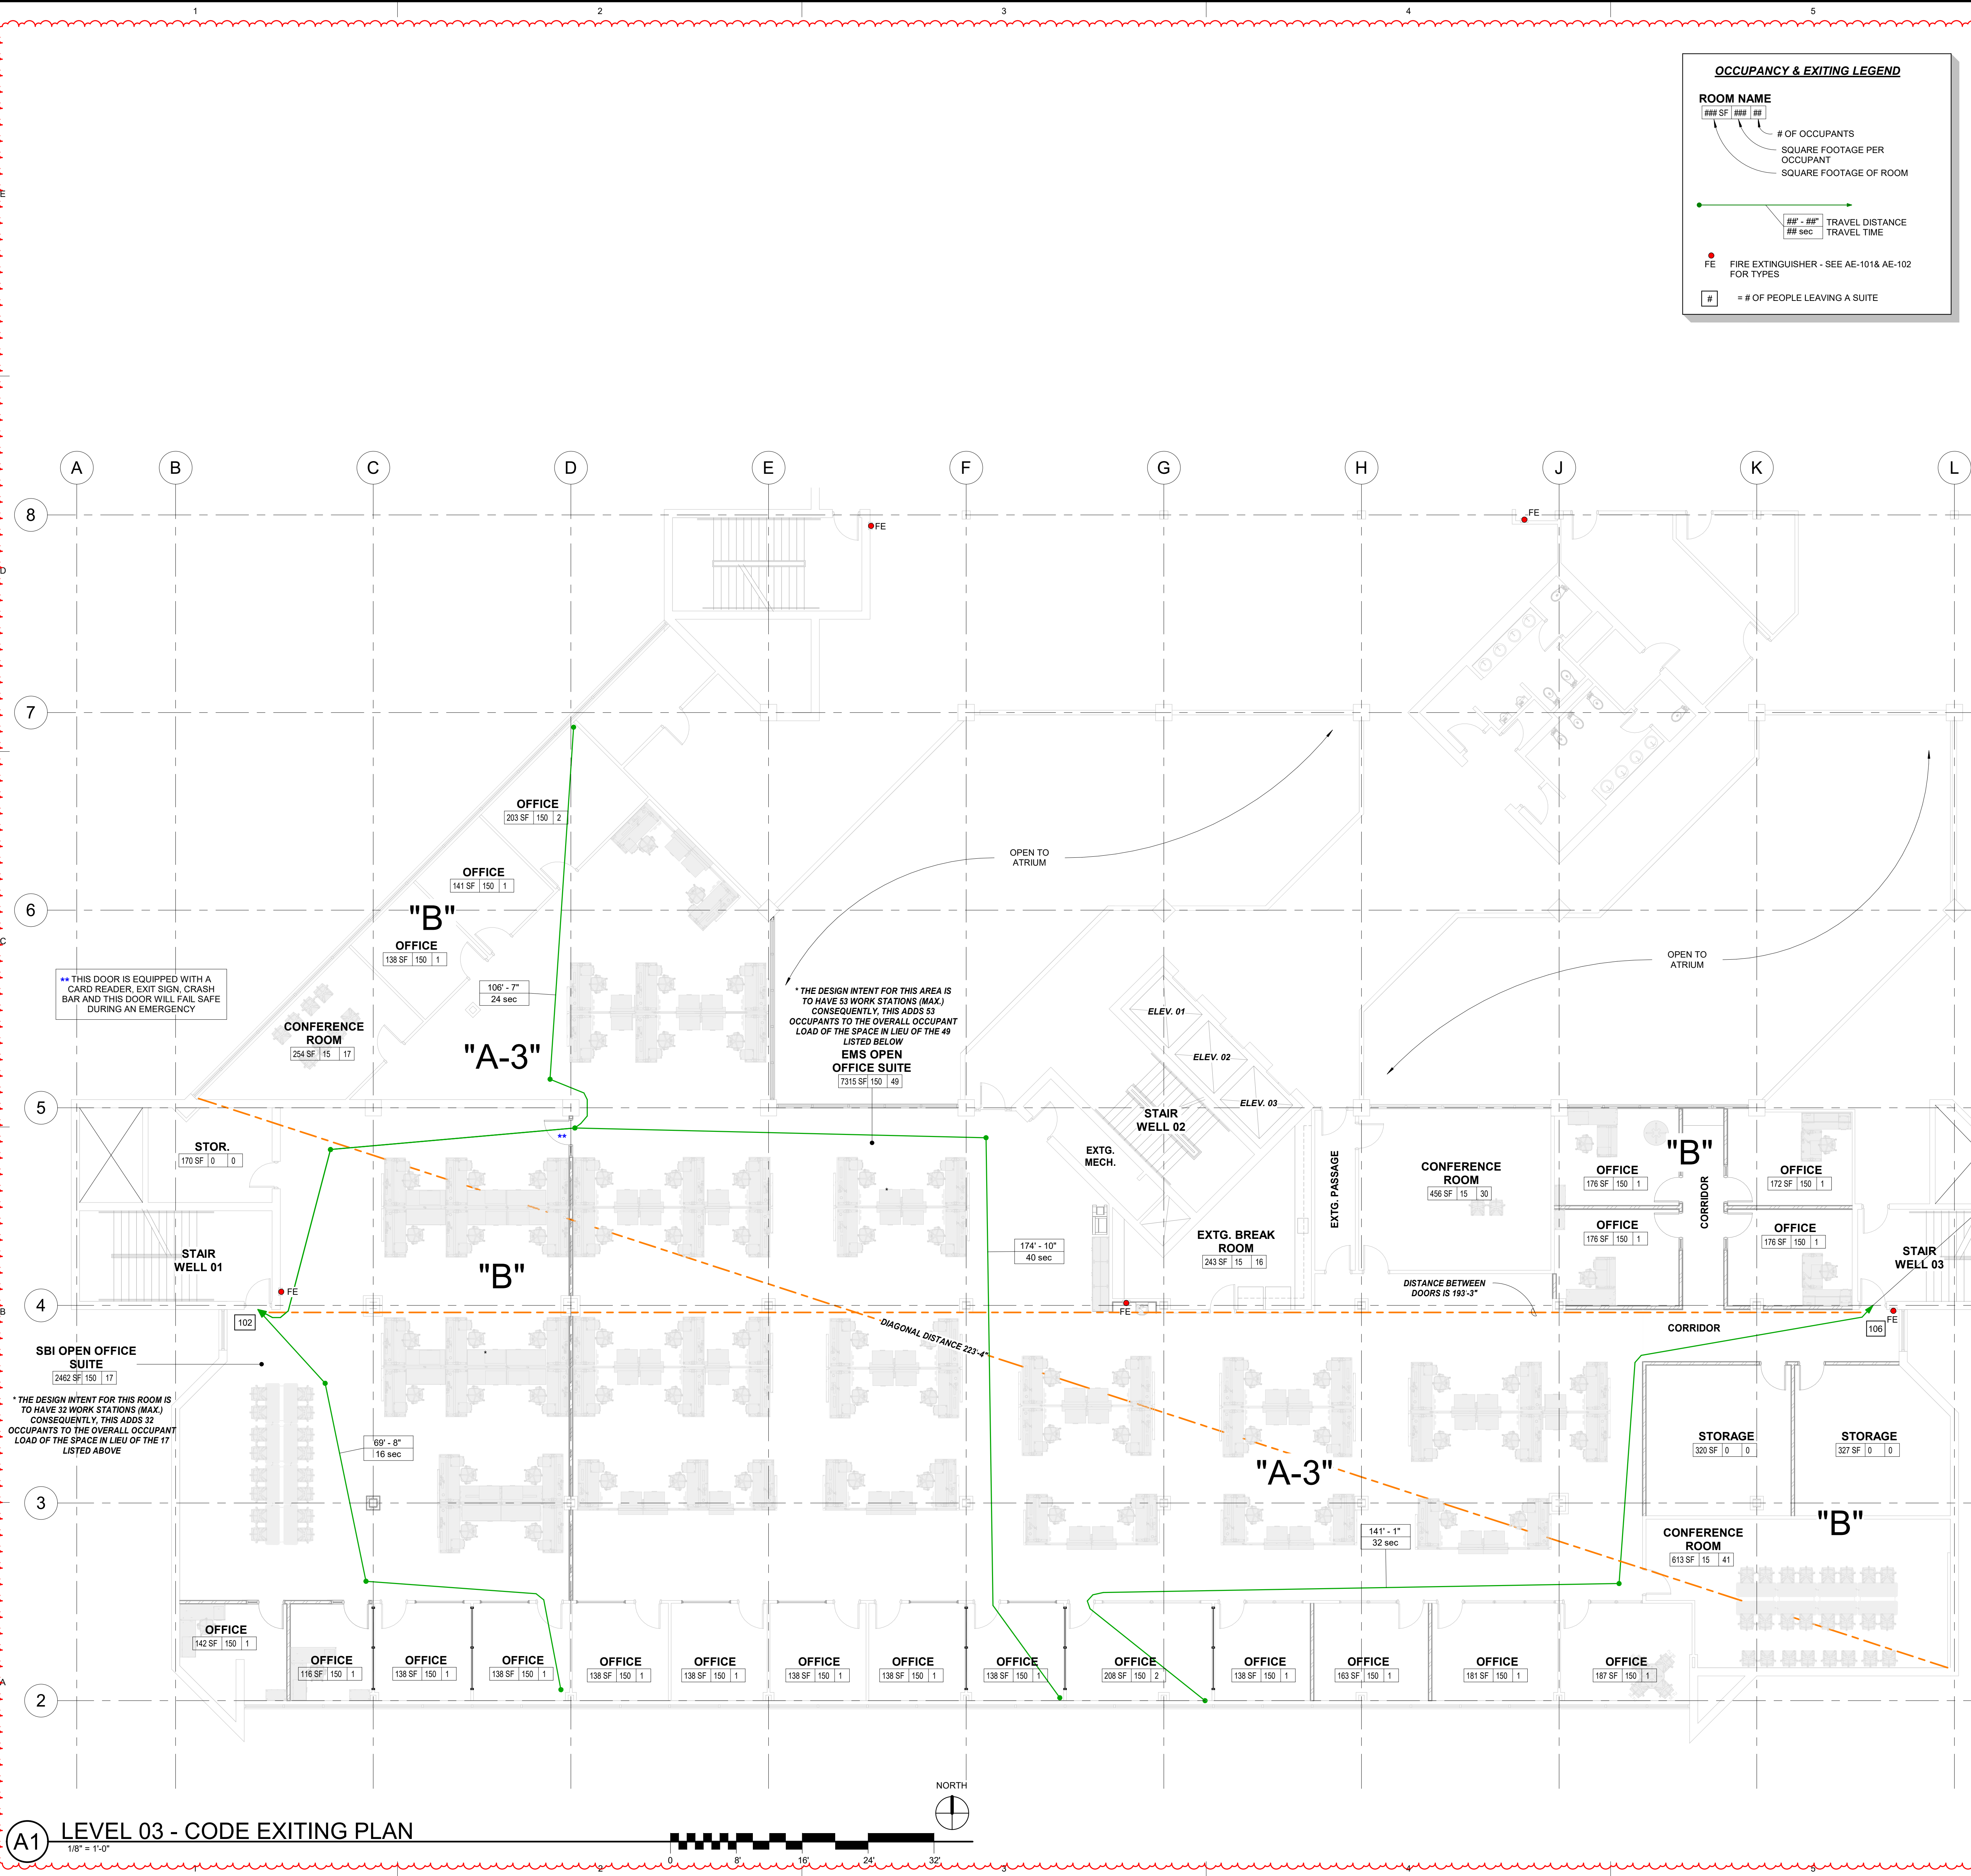 1
2
3
4
5
OCCUPANCY & EXITING LEGEND
ROOM NAME
### SF ### ##
# OF OCCUPANTS
SQUARE FOOTAGE PER
OCCUPANT
SQUARE FOOTAGE OF ROOM
##' - ##" TRAVEL DISTANCE
## sec TRAVEL TIME
FE FIRE EXTINGUISHER - SEE AE-101& AE-102
FOR TYPES
# = # OF PEOPLE LEAVING A SUITE
E
D
C
B
A
A
B
C
D
E
F
G
H
J
K
L
8
7
6
5
4
3
2
FE
FE
OFFICE
203 SF 150 2
OFFICE
141 SF 150 1
"B"
OFFICE
138 SF 150 1
OPEN TO
ATRIUM
OPEN TO
ATRIUM
** THIS DOOR IS EQUIPPED WITH A
CARD READER, EXIT SIGN, CRASH
BAR AND THIS DOOR WILL FAIL SAFE
DURING AN EMERGENCY
106' - 7"
24 sec
CONFERENCE
ROOM
254 SF 15 17
"A-3"
* THE DESIGN INTENT FOR THIS AREA IS
TO HAVE 53 WORK STATIONS (MAX.)
CONSEQUENTLY, THIS ADDS 53
OCCUPANTS TO THE OVERALL OCCUPANT
LOAD OF THE SPACE IN LIEU OF THE 49
LISTED BELOW
EMS OPEN
OFFICE SUITE
7315 SF 150 49
ELEV. 01
ELEV. 02
ELEV. 03
STAIR
WELL 02
**
STOR.
170 SF 0 0
EXTG.
MECH.
EXTG. PASSAGE
CONFERENCE
ROOM
456 SF 15 30
"B"
OFFICE
176 SF 150 1
OFFICE
172 SF 150 1
CORRIDOR
OFFICE
176 SF 150 1
OFFICE
176 SF 150 1
*
STAIR
WELL 01
"B"
174' - 10"
40 sec
EXTG. BREAK
ROOM
243 SF 15 16
STAIR
WELL 03
DISTANCE BETWEEN
DOORS IS 193'-3"
FE
FE
FE
102
106
CORRIDOR
DIAGONAL DISTANCE 223'-4"
SBI OPEN OFFICE
SUITE
2462 SF 150 17
* THE DESIGN INTENT FOR THIS ROOM IS
TO HAVE 32 WORK STATIONS (MAX.)
CONSEQUENTLY, THIS ADDS 32
OCCUPANTS TO THE OVERALL OCCUPANT
LOAD OF THE SPACE IN LIEU OF THE 17
LISTED ABOVE
*
69' - 8"
16 sec
"A-3"
STORAGE
320 SF 0 0
STORAGE
327 SF 0 0
"B"
141' - 1"
32 sec
CONFERENCE
ROOM
613 SF 15 41
OFFICE
142 SF 150 1
OFFICE
116 SF 150 1
OFFICE
138 SF 150 1
OFFICE
138 SF 150 1
OFFICE
138 SF 150 1
OFFICE
138 SF 150 1
OFFICE
138 SF 150 1
OFFICE
138 SF 150 1
OFFICE
138 SF 150 1
OFFICE
208 SF 150 2
OFFICE
138 SF 150 1
OFFICE
163 SF 150 1
OFFICE
181 SF 150 1
OFFICE
187 SF 150 1
NORTH
A1
LEVEL 03 - CODE EXITING PLAN
1/8" = 1'-0"
0 8' 16' 24' 32'
1
2
3
4
5